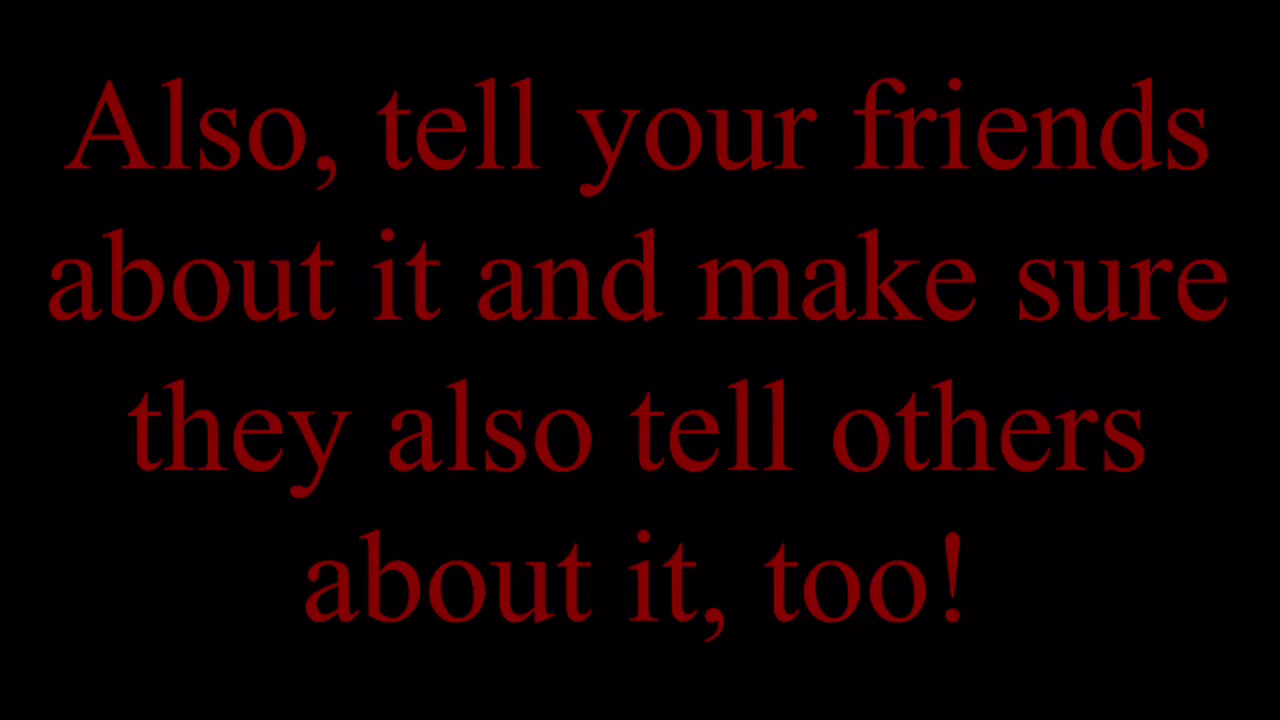 Also, tell your friends
about it and make sure
they also tell others
about it, too!